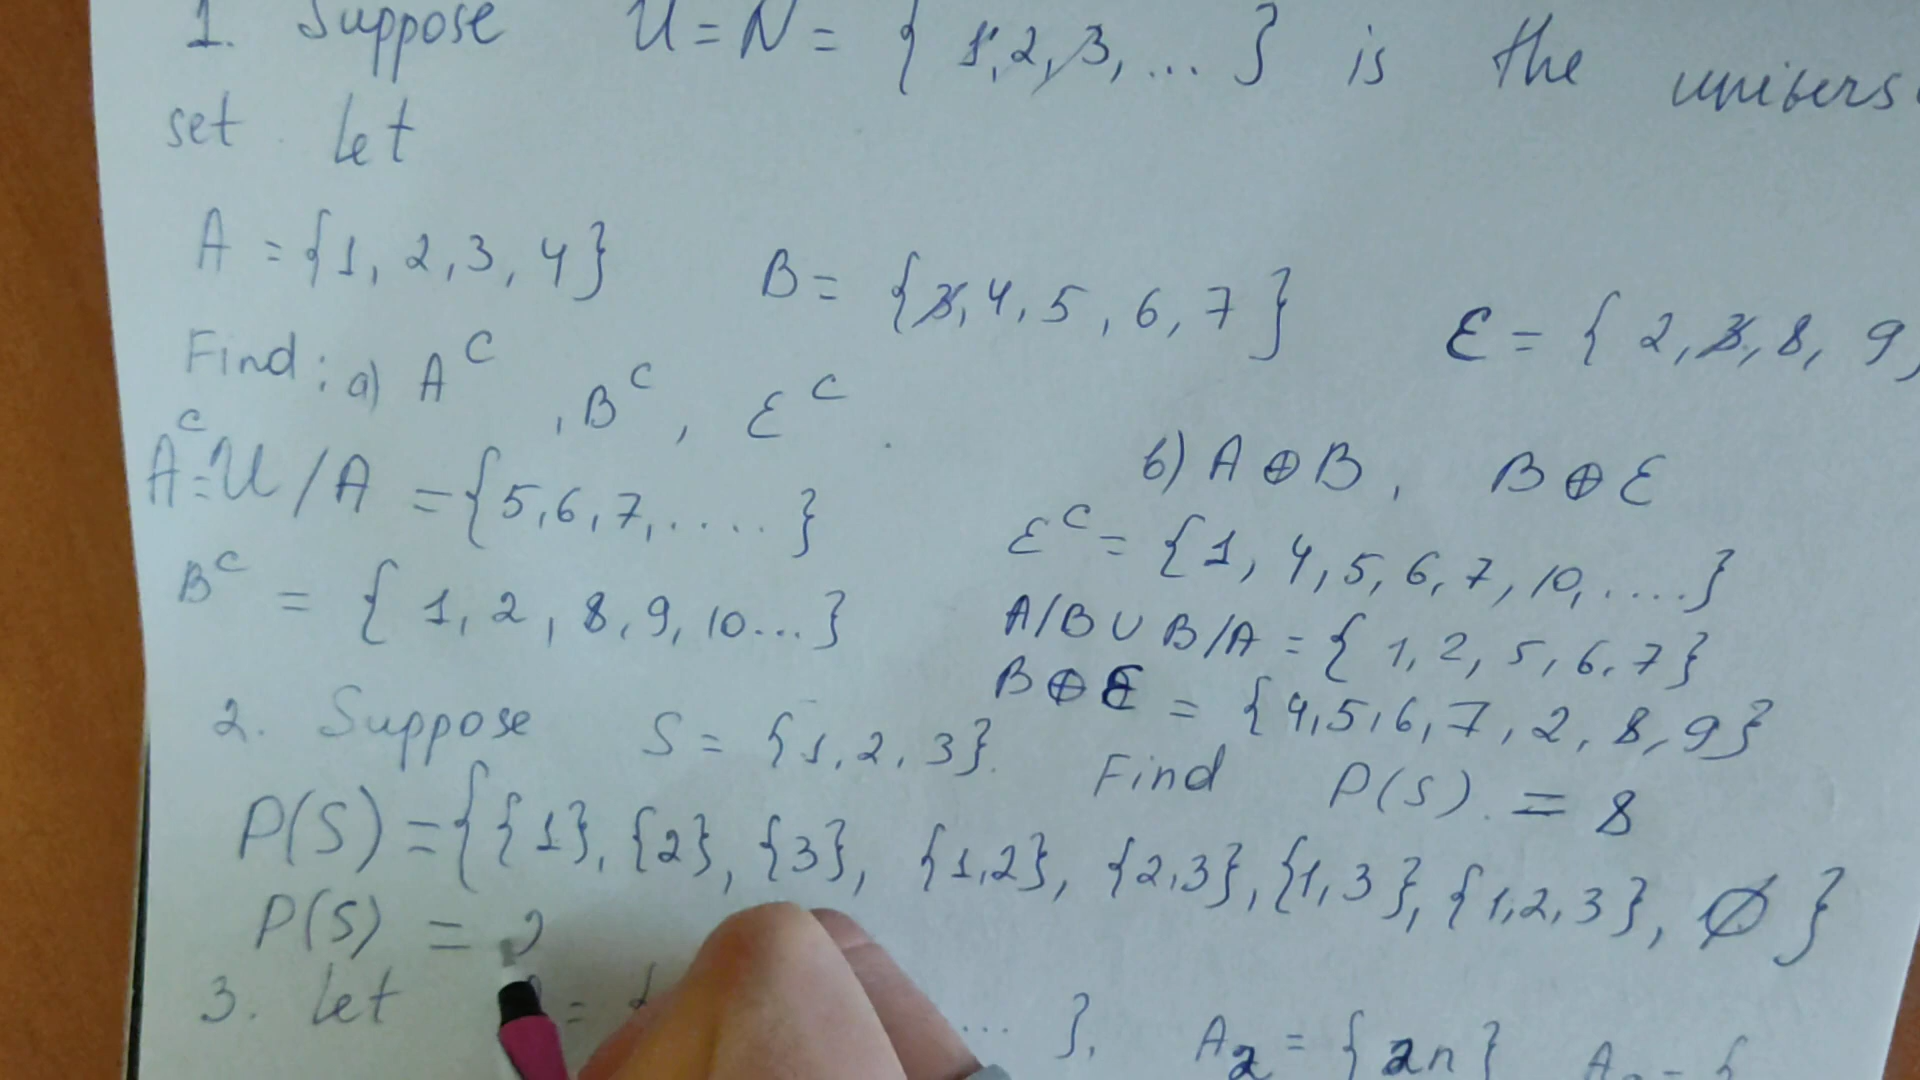 1. Suppose U = N = { 1, 2, 3, ... } is the univers
set . Let
A = {1, 2, 3, 4} B = {3, 4, 5, 6, 7} ε = { 2, 3, 8, 9,
Find : a) A^C , B^C , ε^C .
b) A ⊕ B , B ⊕ ε
A^C = U / A = {5, 6, 7, ..... }
ε^C = {1, 4, 5, 6, 7, 10, .....}
B^C = { 1, 2, 8, 9, 10 ... }
A/B ∪ B/A = { 1, 2, 5, 6, 7}
B ⊕ ε = {4, 5, 6, 7, 2, 8, 9}
2. Suppose S = {1, 2, 3}. Find P(S). = 8
P(S) = { {1}, {2}, {3}, {1,2}, {2,3}, {1,3}, {1,2,3}, ∅ }
P(S) = 2
3. Let = { ... }, A2 = {2n}